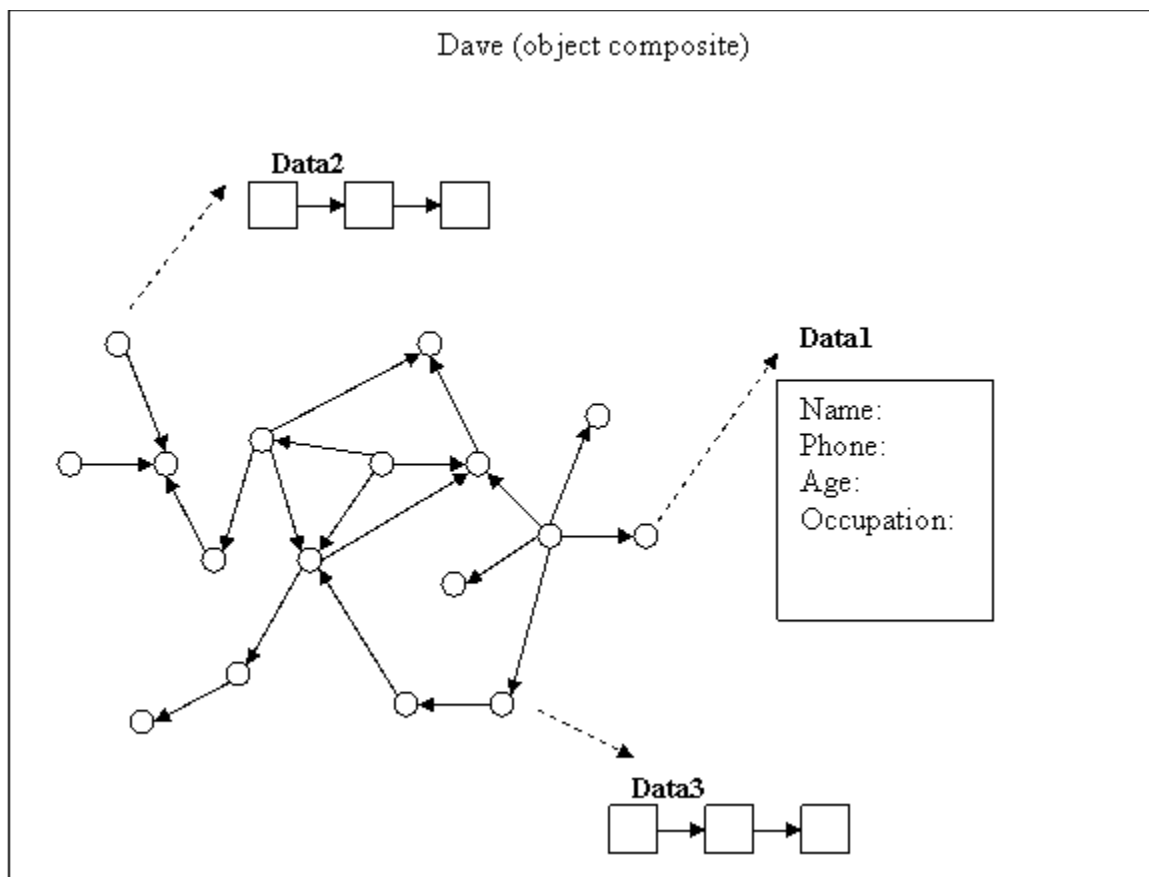 Dave (object composite)
Data2
Data1
Name:
Phone:
Age:
Occupation:
Data3